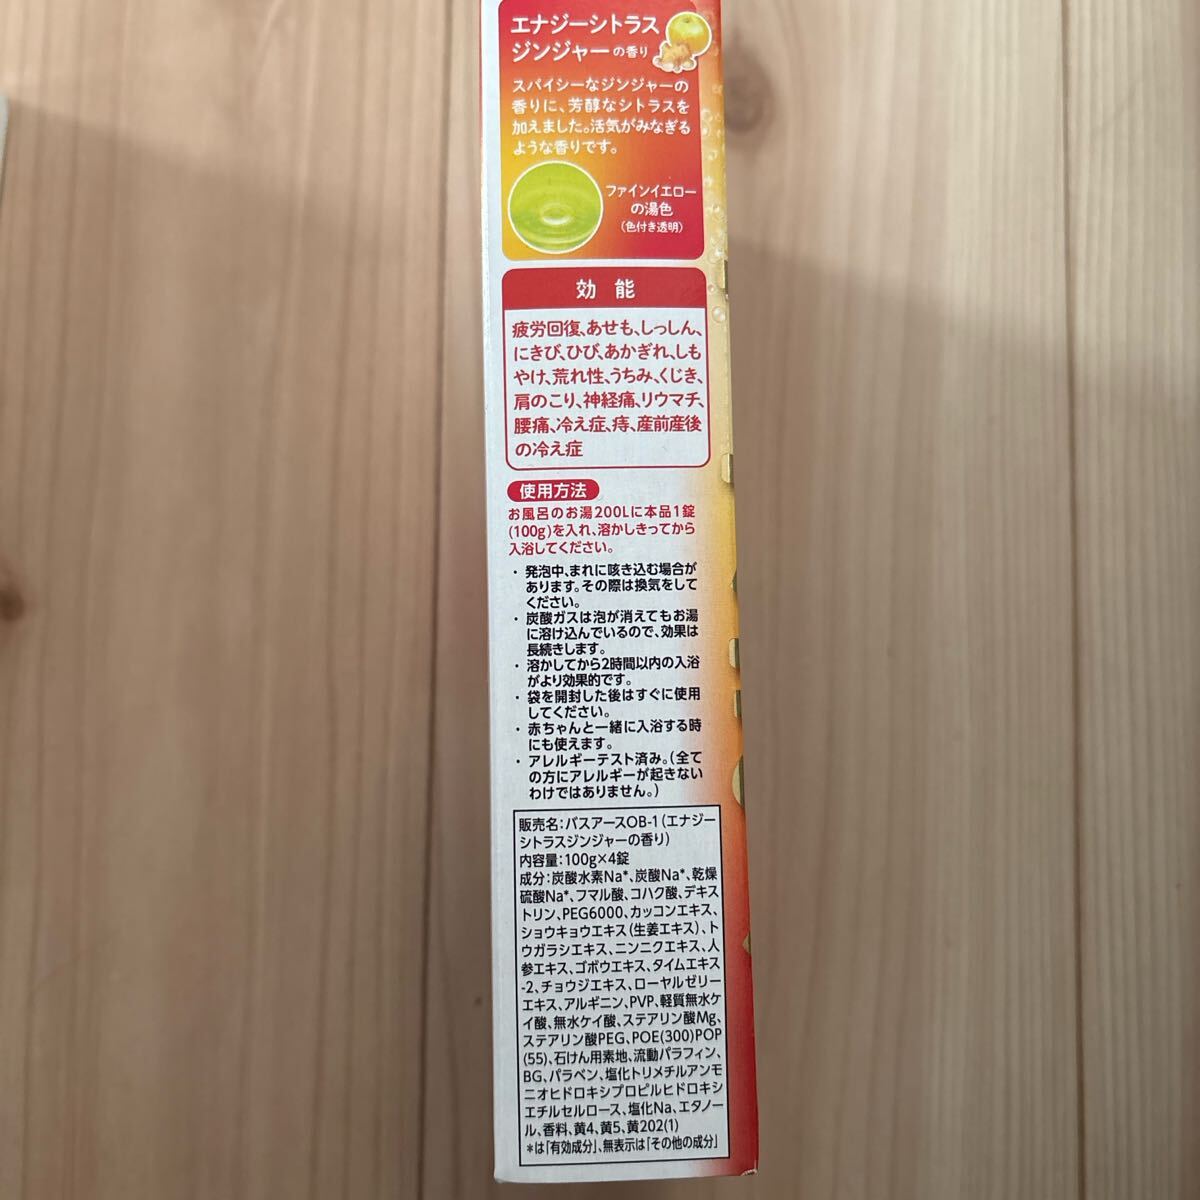 エナジーシトラス
ジンジャーの香り
スパイシーなジンジャーの
香りに、芳醇なシトラスを
加えました。活気がみなぎる
ような香りです。
ファインイエロー
の湯色
(色付き透明)
効 能
疲労回復、あせも、しっしん、
にきび、ひび、あかぎれ、しも
やけ、荒れ性、うちみ、くじき、
肩のこり、神経痛、リウマチ、
腰痛、冷え症、痔、産前産後
の冷え症
使用方法
お風呂のお湯200Lに本品1錠
(100g)を入れ、溶かしきってから
入浴してください。
・発泡中、まれに咳き込む場合が
あります。その際は換気をして
ください。
・炭酸ガスは泡が消えてもお湯
に溶け込んでいるので、効果は
長続きします。
・溶かしてから2時間以内の入浴
がより効果的です。
・袋を開封した後はすぐに使用
してください。
・赤ちゃんと一緒に入浴する時
にも使えます。
・アレルギーテスト済み。(全て
の方にアレルギーが起きない
わけではありません。)
販売名:バスアースOB-1(エナジー
シトラスジンジャーの香り)
内容量:100g×4錠
成分:炭酸水素Na*、炭酸Na*、乾燥
硫酸Na*、フマル酸、コハク酸、デキス
トリン、PEG6000、カッコンエキス、
ショウキョウエキス(生姜エキス)、ト
ウガラシエキス、ニンニクエキス、人
参エキス、ゴボウエキス、タイムエキス
-2、チョウジエキス、ローヤルゼリー
エキス、アルギニン、PVP、軽質無水ケ
イ酸、無水ケイ酸、ステアリン酸Mg、
ステアリン酸PEG、POE(300)POP
(55)、石けん用素地、流動パラフィン、
BG、パラベン、塩化トリメチルアンモ
ニオヒドロキシプロピルヒドロキシ
エチルセルロース、塩化Na、エタノー
ル、香料、黄4、黄5、黄202(1)
*は「有効成分」、無表示は「その他の成分」